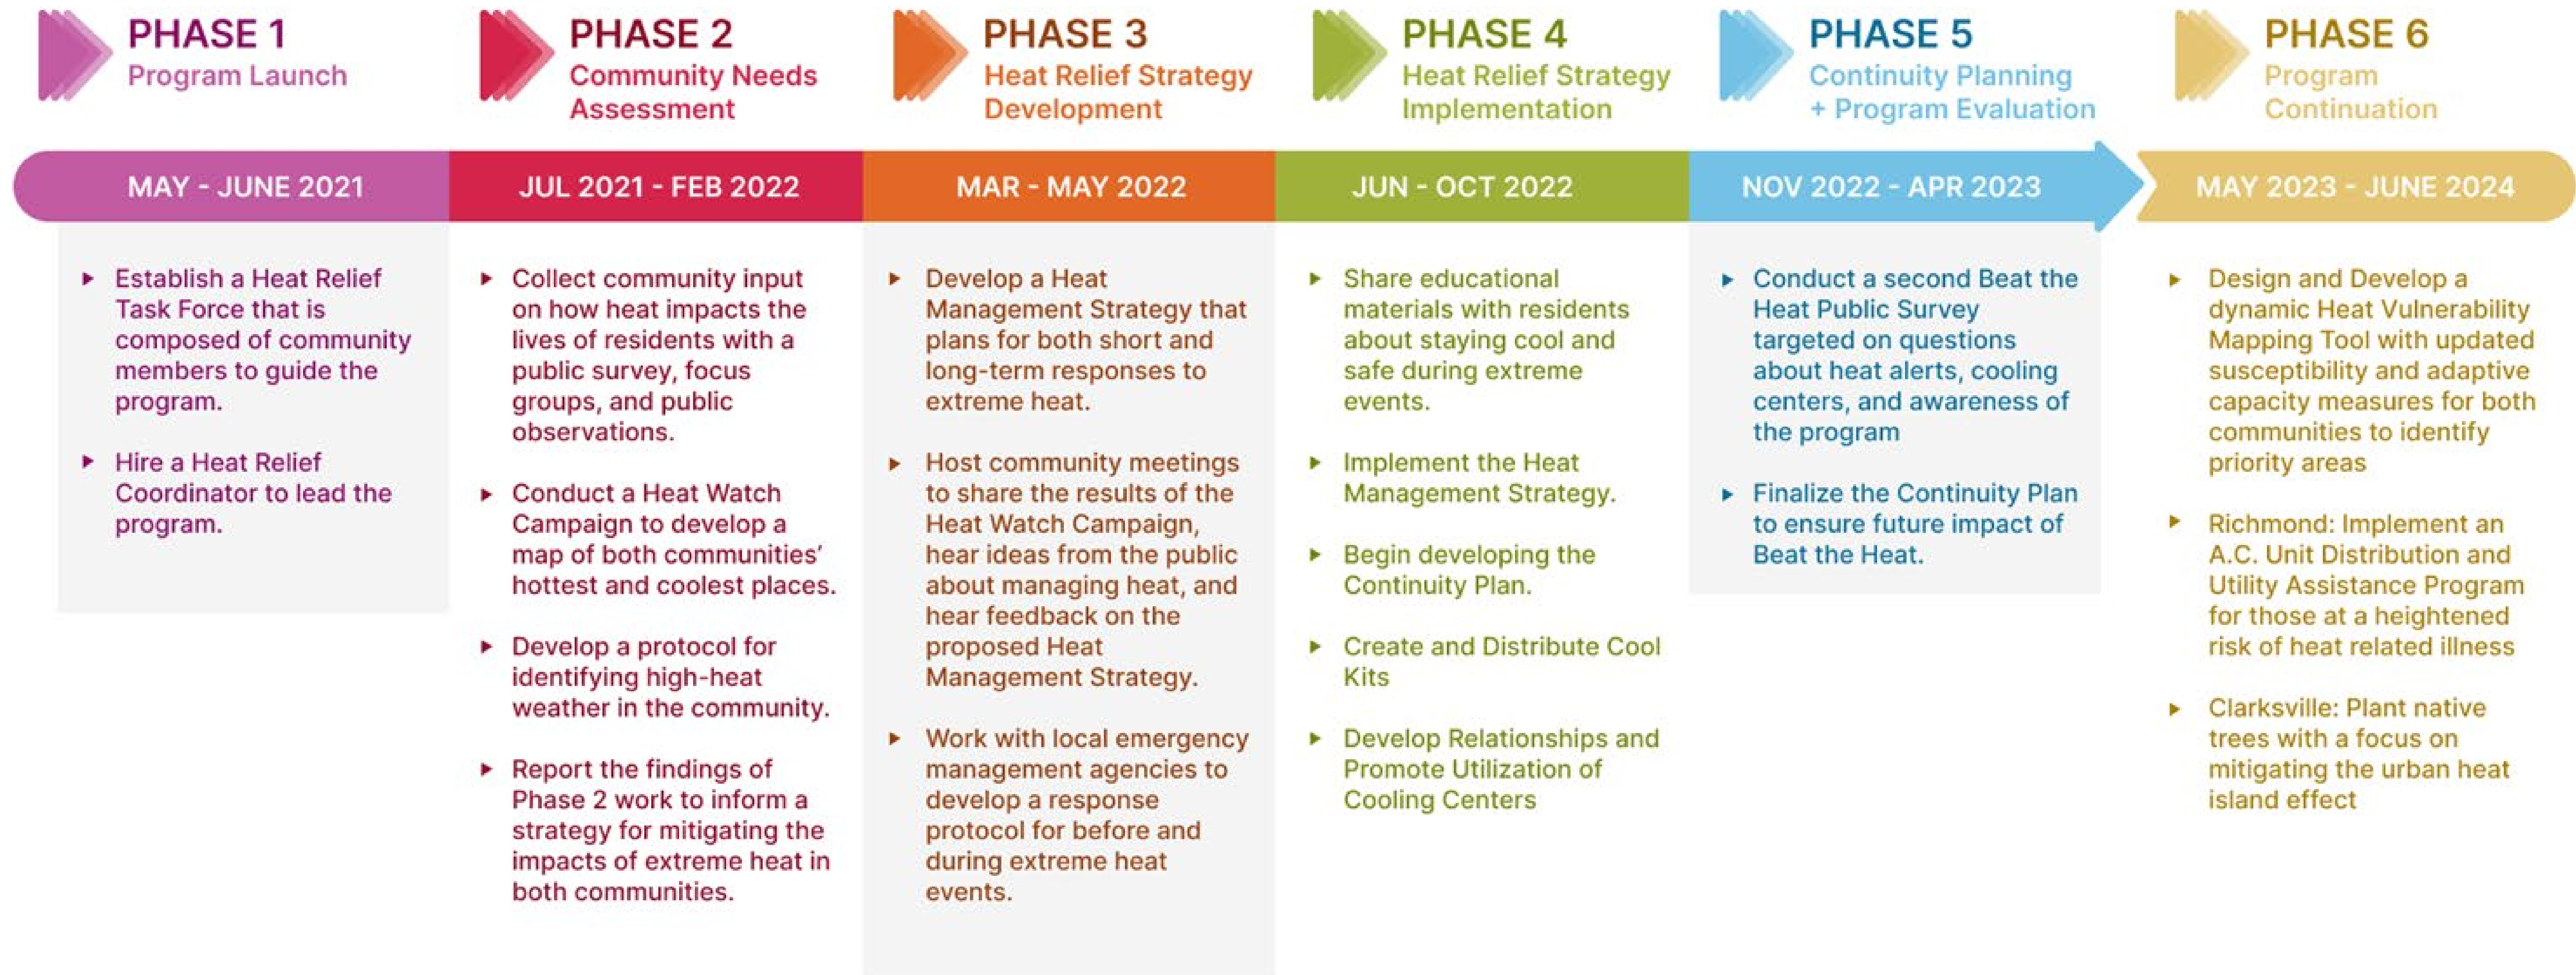 PHASE 1
Program Launch
MAY - JUNE 2021
Establish a Heat Relief
Task Force that is
composed of community
members to guide the
program.
Hire a Heat Relief
Coordinator to lead the
program.
PHASE 2
Community Needs
Assessment
JUL 2021 - FEB 2022
Collect community input
on how heat impacts the
lives of residents with a
public survey, focus
groups, and public
observations.
Conduct a Heat Watch
Campaign to develop a
map of both communities’
hottest and coolest places.
Develop a protocol for
identifying high-heat
weather in the community.
Report the findings of
Phase 2 work to inform a
strategy for mitigating the
impacts of extreme heat in
both communities.
PHASE 3
Heat Relief Strategy
Development
MAR - MAY 2022
Develop a Heat
Management Strategy that
plans for both short and
long-term responses to
extreme heat.
Host community meetings
to share the results of the
Heat Watch Campaign,
hear ideas from the public
about managing heat, and
hear feedback on the
proposed Heat
Management Strategy.
Work with local emergency
management agencies to
develop a response
protocol for before and
during extreme heat
events.
PHASE 4
Heat Relief Strategy
Implementation
JUN - OCT 2022
Share educational
materials with residents
about staying cool and
safe during extreme
events.
Implement the Heat
Management Strategy.
Begin developing the
Continuity Plan.
Create and Distribute Cool
Kits
Develop Relationships and
Promote Utilization of
Cooling Centers
PHASE 5
Continuity Planning
+ Program Evaluation
NOV 2022 - APR 2023
Conduct a second Beat the
Heat Public Survey
targeted on questions
about heat alerts, cooling
centers, and awareness of
the program
Finalize the Continuity Plan
to ensure future impact of
Beat the Heat.
PHASE 6
Program
Continuation
MAY 2023 - JUNE 2024
Design and Develop a
dynamic Heat Vulnerability
Mapping Tool with updated
susceptibility and adaptive
capacity measures for both
communities to identify
priority areas
Richmond: Implement an
A.C. Unit Distribution and
Utility Assistance Program
for those at a heightened
risk of heat related illness
Clarksville: Plant native
trees with a focus on
mitigating the urban heat
island effect